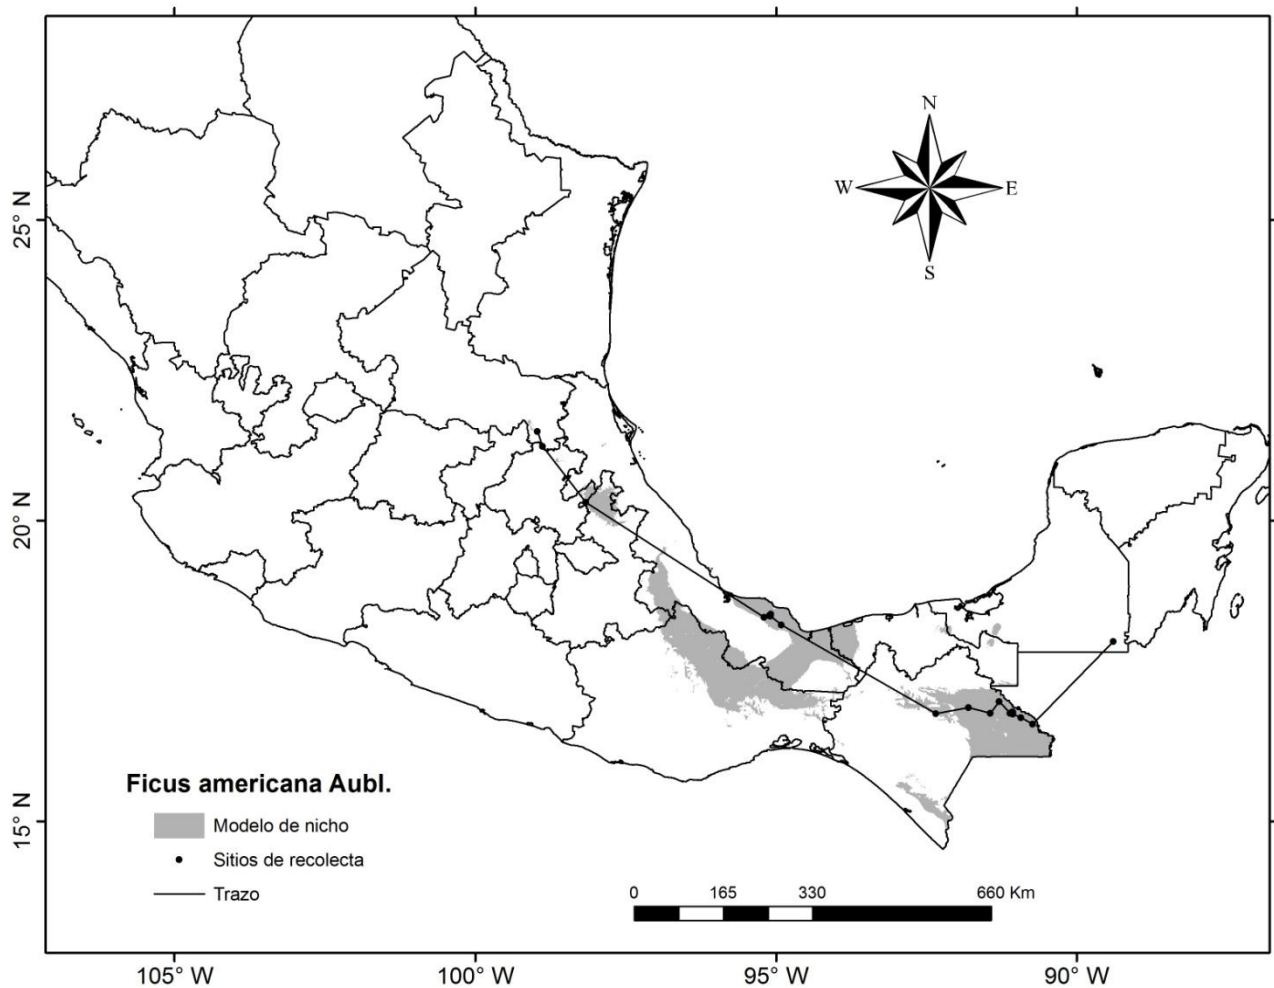 N
W E
S
25° N
20° N
15° N
Ficus americana Aubl.
Modelo de nicho
Sitios de recolecta
Trazo
0 165 330 660 Km
105° W 100° W 95° W 90° W